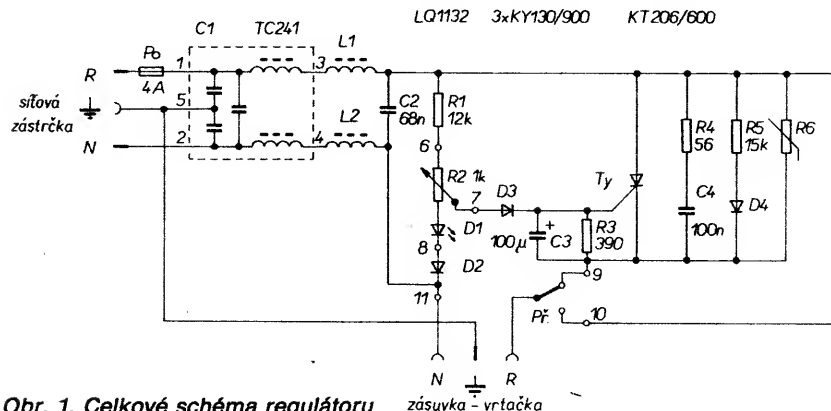 LQ1132 3xKY130/900 KT206/600
C1 TC241 L1
Po
R 1 3
4A
síťová
zástrčka
5
N 2 4
L2
C2
68n
R1
12k
6
R2 1k
7
D3
D1
8
D2
11
100μ
+
C3
R3
390
Ty
R4
56
C4
100n
R5
15k
D4
R6
9
Př.
10
N R
zásuvka - vrtačka
Obr. 1. Celkové schéma regulátoru